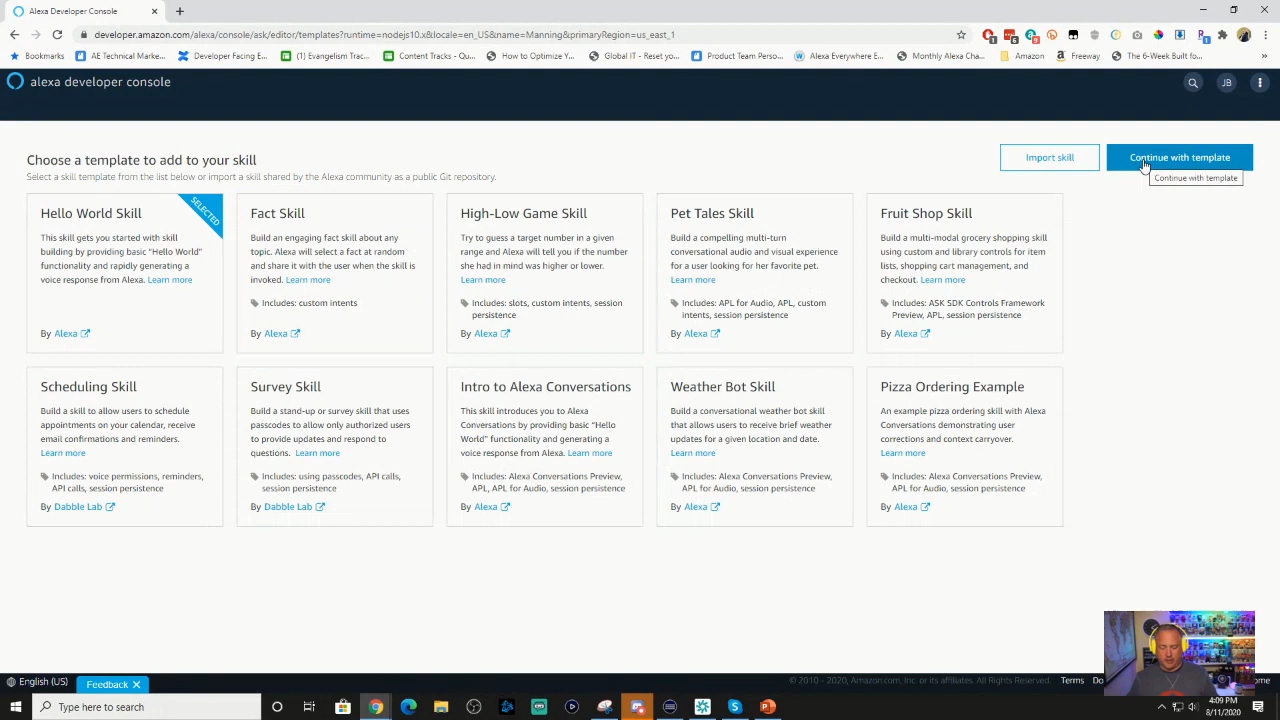 Alexa Developer Console
developer.amazon.com/alexa/console/ask/editor/templates?runtime=nodejs10.x&locale=en_US&name=Manning&primaryRegion=us_east_1
Bookmarks
AE Technical Marke...
Developer Facing E...
(1) Evangelism Trac...
Content Tracks - Qu...
How to Optimize Y...
Global IT - Reset yo...
Product Team Perso...
Alexa Everywhere E...
Monthly Alexa Cha...
Amazon
Freeway
The 6-Week Built fo...
»
alexa developer console
JB
Choose a template to add to your skill
Select a skill template from the list below or import a skill shared by the Alexa community as a public Git repository.
Import skill
Continue with template
Continue with template
Hello World Skill
SELECTED
This skill gets you started with skill
building by providing basic “Hello World”
functionality and rapidly generating a
voice response from Alexa. Learn more
By Alexa
Fact Skill
Build an engaging fact skill about any
topic. Alexa will select a fact at random
and share it with the user when the skill is
invoked. Learn more
Includes: custom intents
By Alexa
High-Low Game Skill
Try to guess a target number in a given
range and Alexa will tell you if the number
she had in mind was higher or lower.
Learn more
Includes: slots, custom intents, session
persistence
By Alexa
Pet Tales Skill
Build a compelling multi-turn
conversational audio and visual experience
for a user looking for her favorite pet.
Learn more
Includes: APL for Audio, APL, custom
intents, session persistence
By Alexa
Fruit Shop Skill
Build a multi-modal grocery shopping skill
using custom and library controls for item
lists, shopping cart management, and
checkout. Learn more
Includes: ASK SDK Controls Framework
Preview, APL, session persistence
By Alexa
Scheduling Skill
Build a skill to allow users to schedule
appointments on your calendar, receive
email confirmations and reminders.
Learn more
Includes: voice permissions, reminders,
API calls, session persistence
By Dabble Lab
Survey Skill
Build a stand-up or survey skill that uses
passcodes to allow only authorized users
to provide updates and respond to
questions. Learn more
Includes: using passcodes, API calls,
session persistence
By Dabble Lab
Intro to Alexa Conversations
This skill introduces you to Alexa
Conversations by providing basic “Hello
World” functionality and generating a
voice response from Alexa. Learn more
Includes: Alexa Conversations Preview,
APL, APL for Audio, session persistence
By Alexa
Weather Bot Skill
Build a conversational weather bot skill
that allows users to receive brief weather
updates for a given location and date.
Learn more
Includes: Alexa Conversations Preview,
APL for Audio, session persistence
By Alexa
Pizza Ordering Example
An example pizza ordering skill with Alexa
Conversations demonstrating user
corrections and context carryover.
Learn more
Includes: Alexa Conversations Preview,
APL for Audio, session persistence
By Alexa
English (US)
Feedback
© 2010 - 2020, Amazon.com, Inc. or its affiliates. All Rights Reserved.
Terms
Do
ome
Type here to search
4:09 PM
8/11/2020